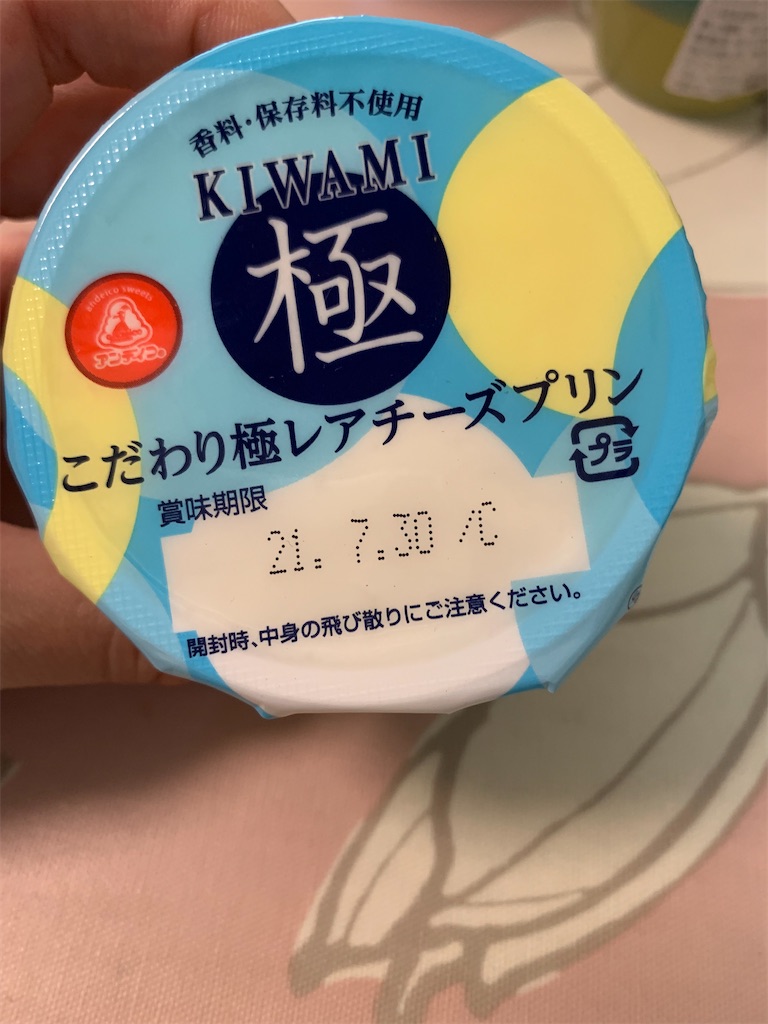 香料・保存料不使用
KIWAMI
極
andeico sweets
アンデイコ®
こだわり極レアチーズプリン
プラ
賞味期限
21. 7.30 /C
開封時、中身の飛び散りにご注意ください。